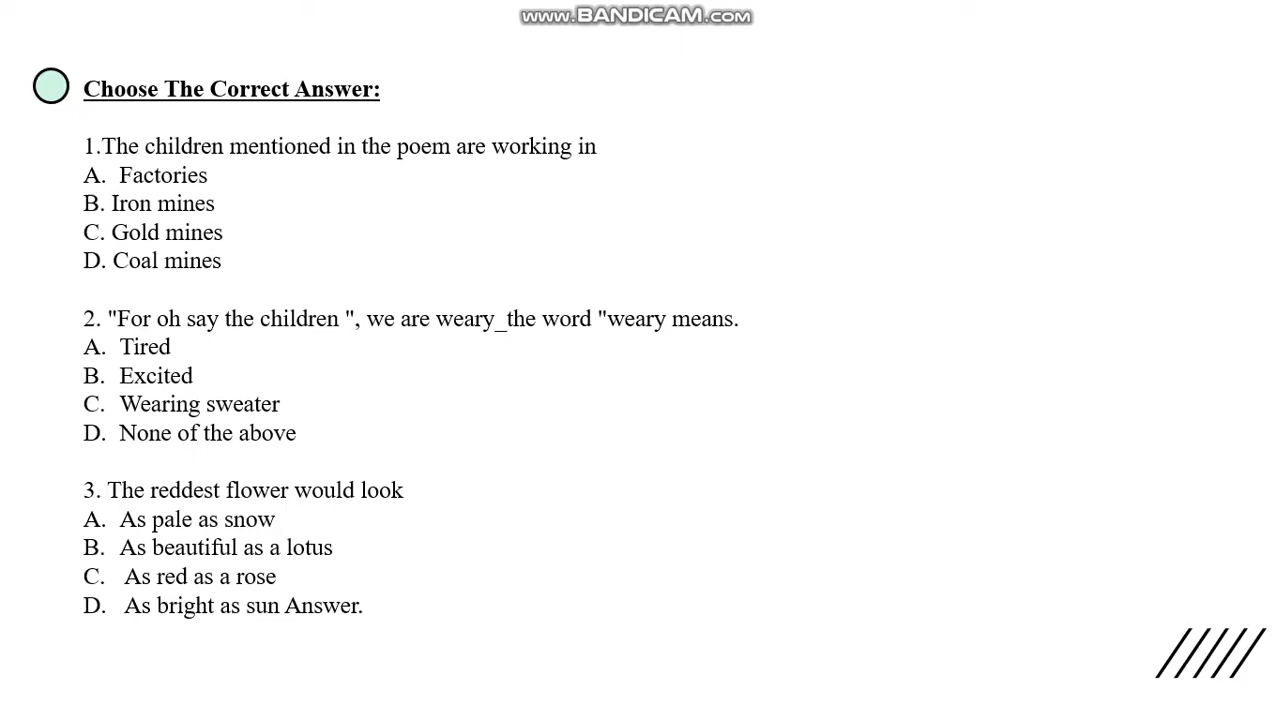 www.BANDICAM.com
Choose The Correct Answer:
1.The children mentioned in the poem are working in
A. Factories
B. Iron mines
C. Gold mines
D. Coal mines
2. "For oh say the children ", we are weary_the word "weary means.
A. Tired
B. Excited
C. Wearing sweater
D. None of the above
3. The reddest flower would look
A. As pale as snow
B. As beautiful as a lotus
C. As red as a rose
D. As bright as sun Answer.